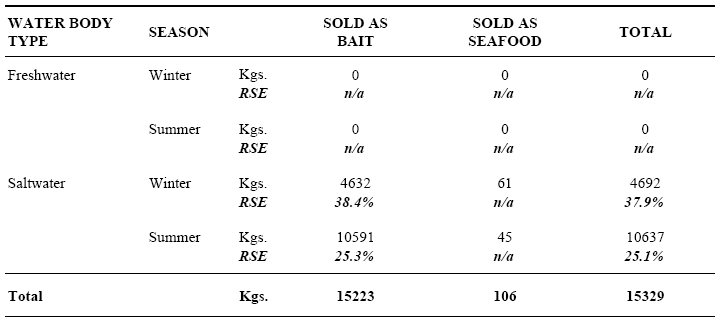 WATER BODY TYPE SEASON SOLD AS BAIT SOLD AS SEAFOOD TOTAL
Freshwater Winter Kgs. 0 0 0
RSE n/a n/a n/a
Summer Kgs. 0 0 0
RSE n/a n/a n/a
Saltwater Winter Kgs. 4632 61 4692
RSE 38.4% n/a 37.9%
Summer Kgs. 10591 45 10637
RSE 25.3% n/a 25.1%
Total Kgs. 15223 106 15329